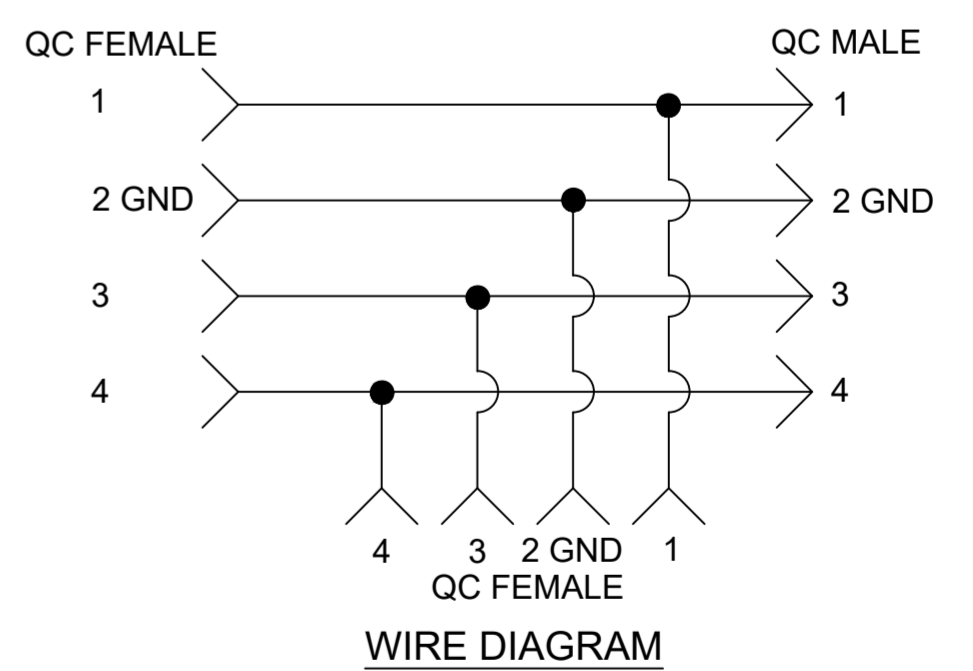 QC FEMALE
QC MALE
1
1
2 GND
2 GND
3
3
4
4
4 3 2 GND 1
QC FEMALE
WIRE DIAGRAM